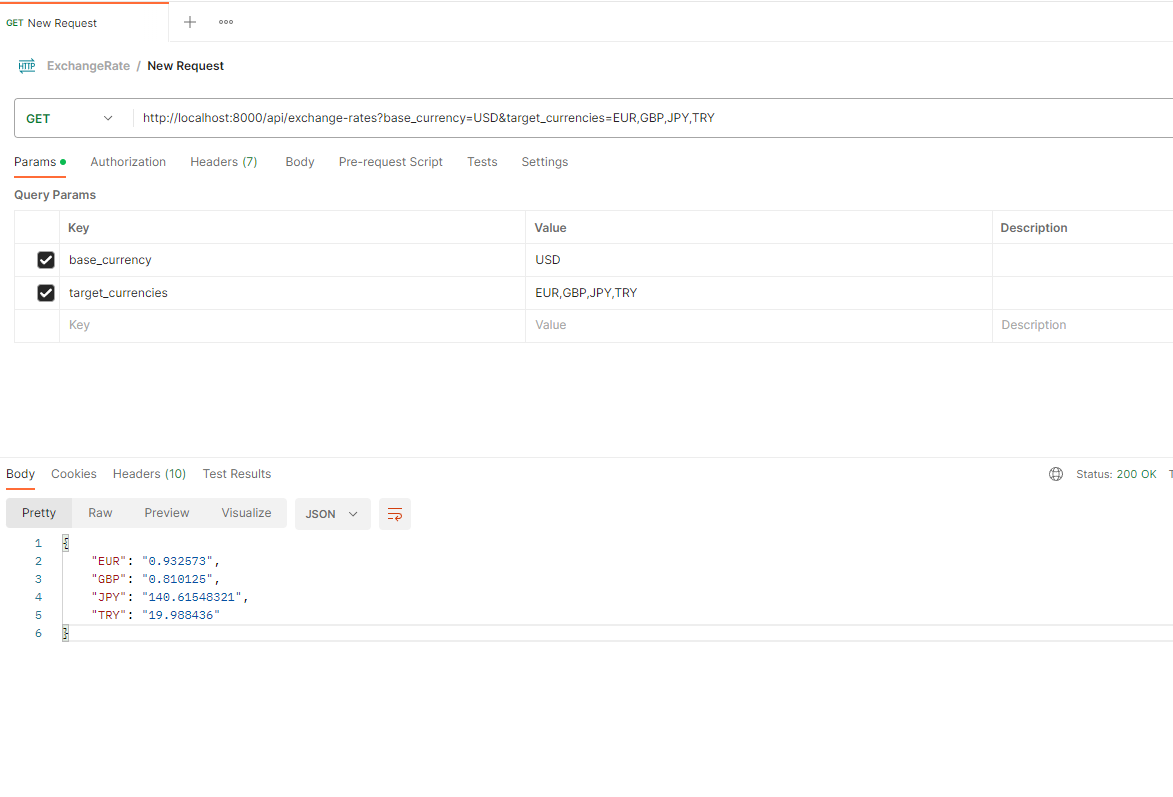 GET New Request
ExchangeRate / New Request
GET http://localhost:8000/api/exchange-rates?base_currency=USD&target_currencies=EUR,GBP,JPY,TRY
Params Authorization Headers (7) Body Pre-request Script Tests Settings
Query Params
Key Value Description
base_currency USD
target_currencies EUR,GBP,JPY,TRY
Key Value Description
Body Cookies Headers (10) Test Results Status: 200 OK
Pretty Raw Preview Visualize JSON
1 {
2 "EUR": "0.932573",
3 "GBP": "0.810125",
4 "JPY": "140.61548321",
5 "TRY": "19.988436"
6 }